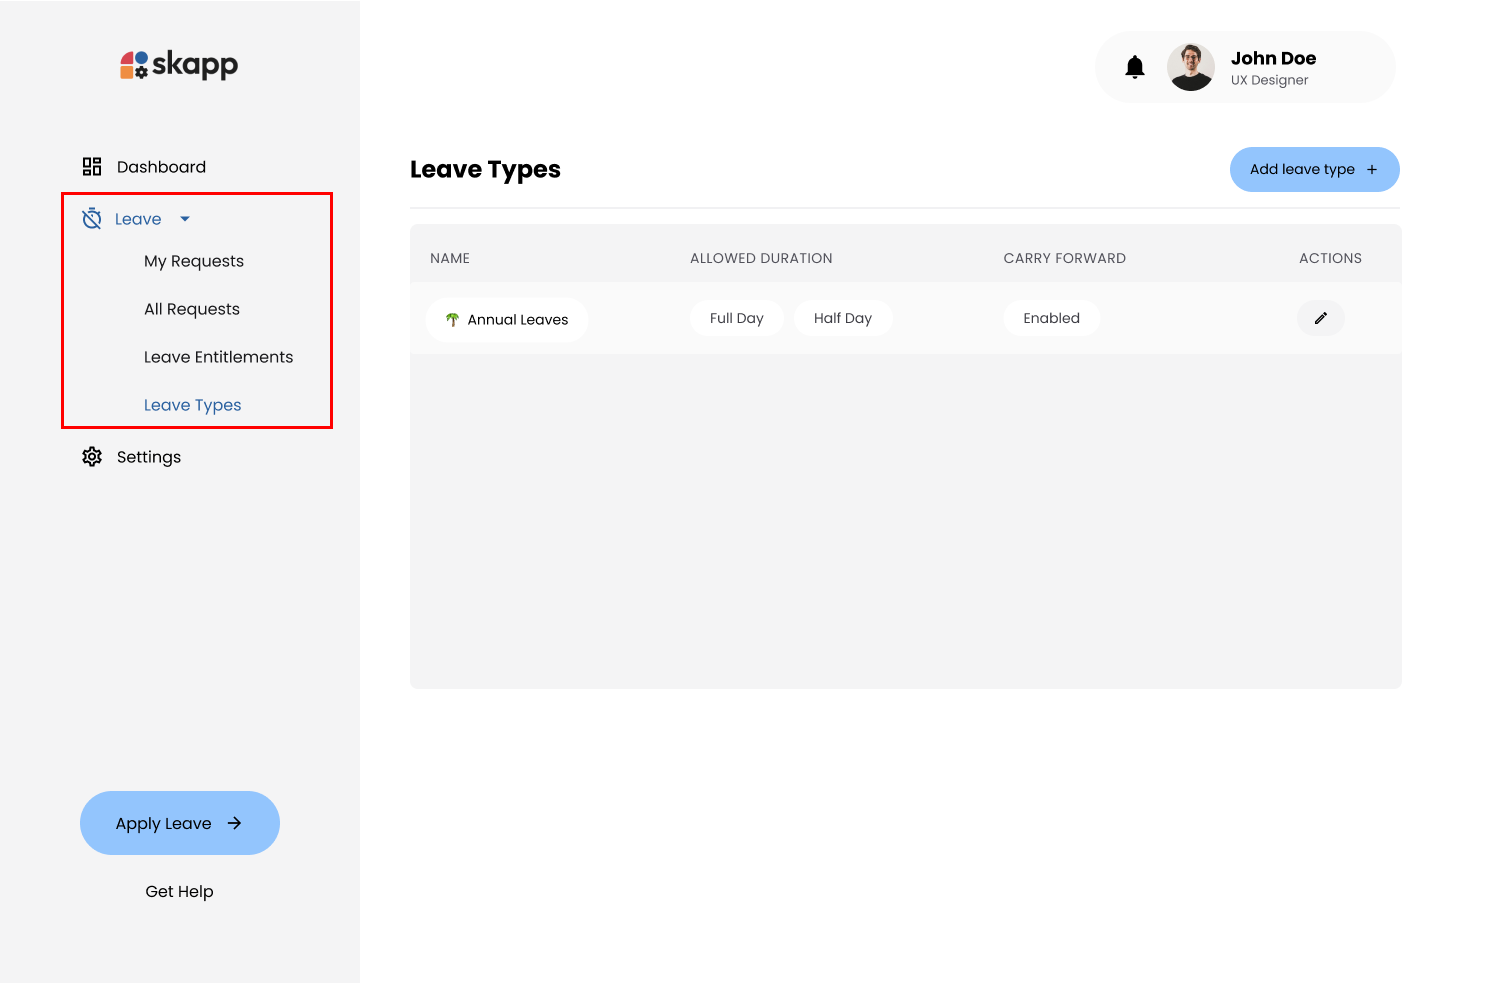 skapp
John Doe
UX Designer
Dashboard
Leave
My Requests
All Requests
Leave Entitlements
Leave Types
Settings
Apply Leave
Get Help
Leave Types
Add leave type +
NAME ALLOWED DURATION CARRY FORWARD ACTIONS
Annual Leaves Full Day Half Day Enabled